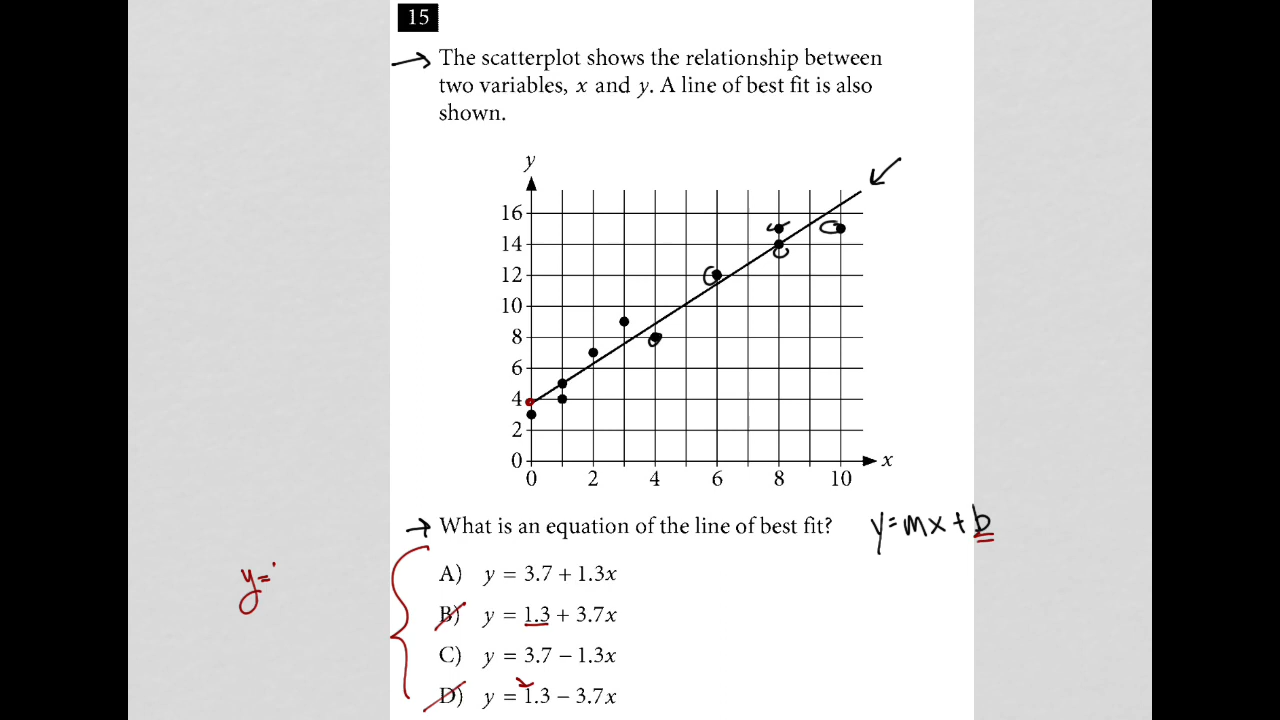 15
The scatterplot shows the relationship between
two variables, x and y. A line of best fit is also
shown.
y
16
14
12
10
8
6
4
2
0
0 2 4 6 8 10 x
What is an equation of the line of best fit? y=mx+b
A) y = 3.7 + 1.3x
y=
B) y = 1.3 + 3.7x
C) y = 3.7 − 1.3x
D) y = 1.3 − 3.7x